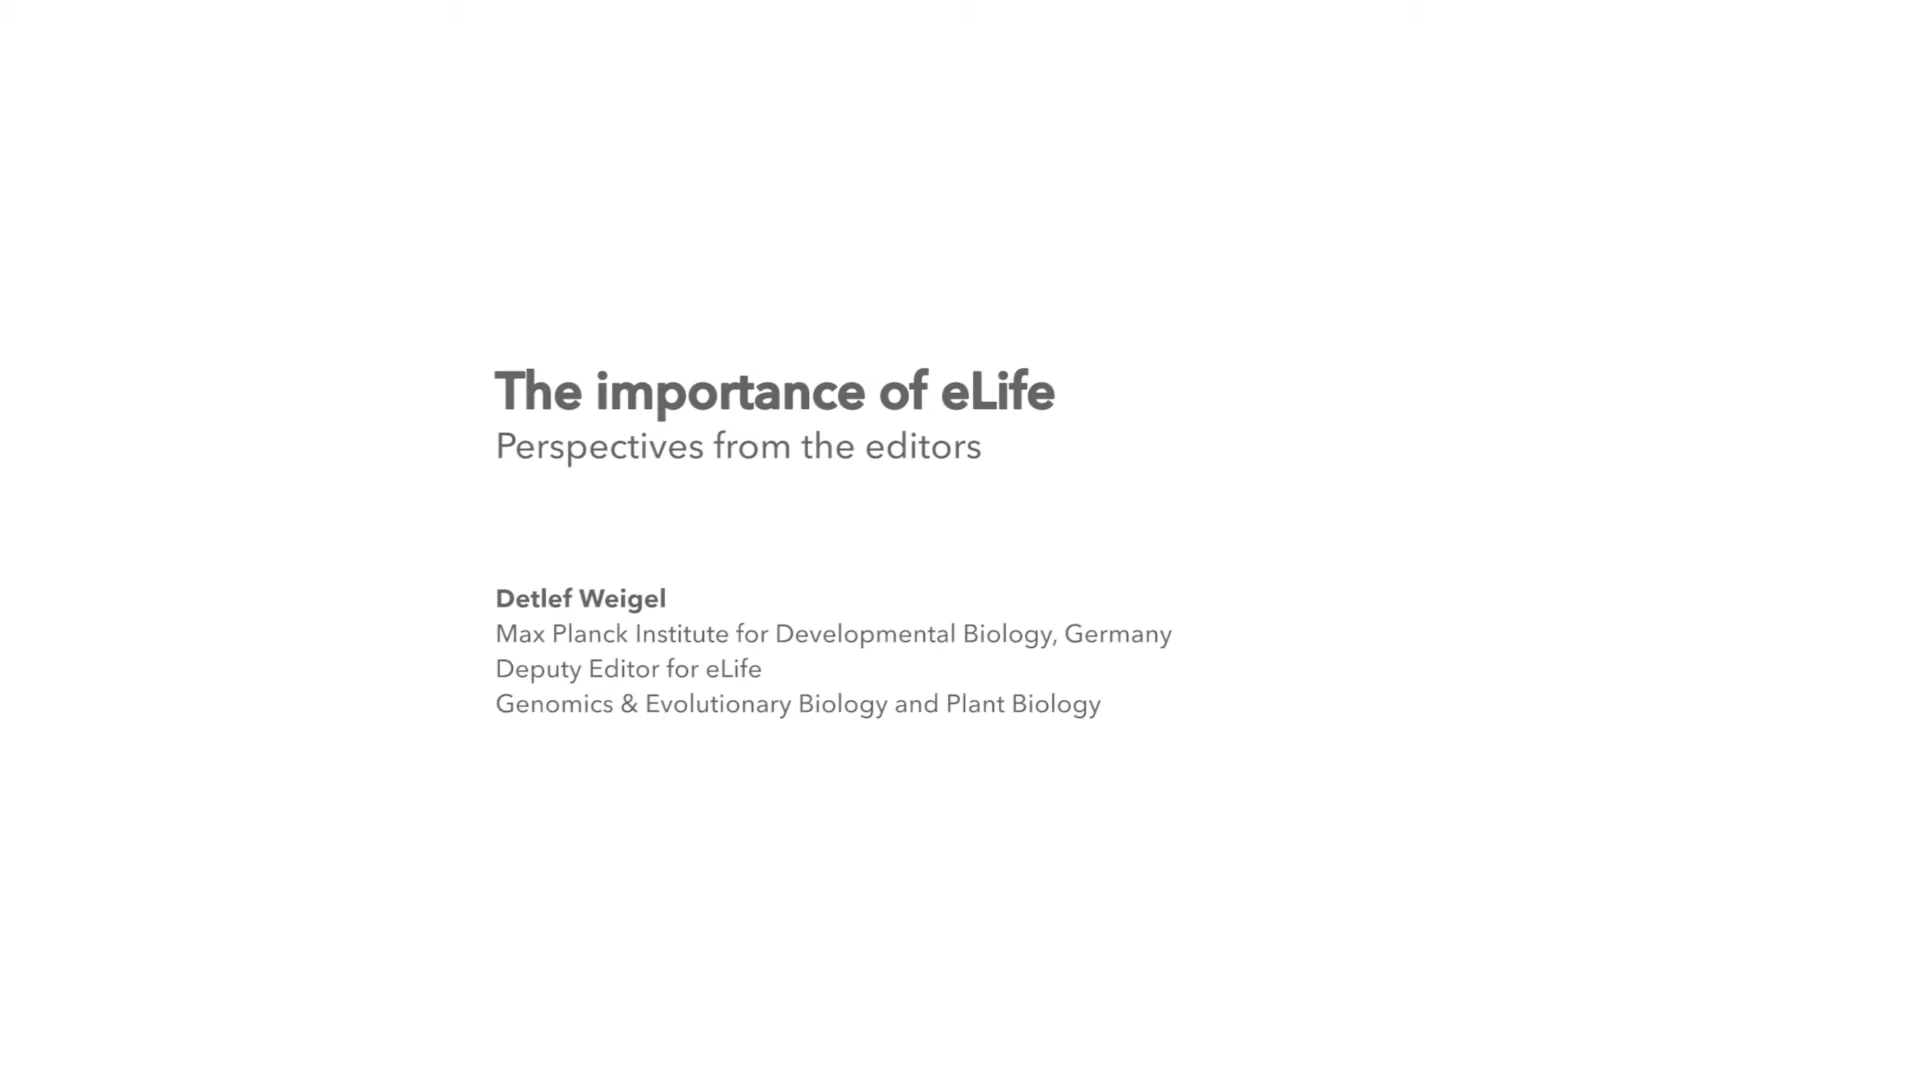 The importance of eLife
Perspectives from the editors
Detlef Weigel
Max Planck Institute for Developmental Biology, Germany
Deputy Editor for eLife
Genomics & Evolutionary Biology and Plant Biology